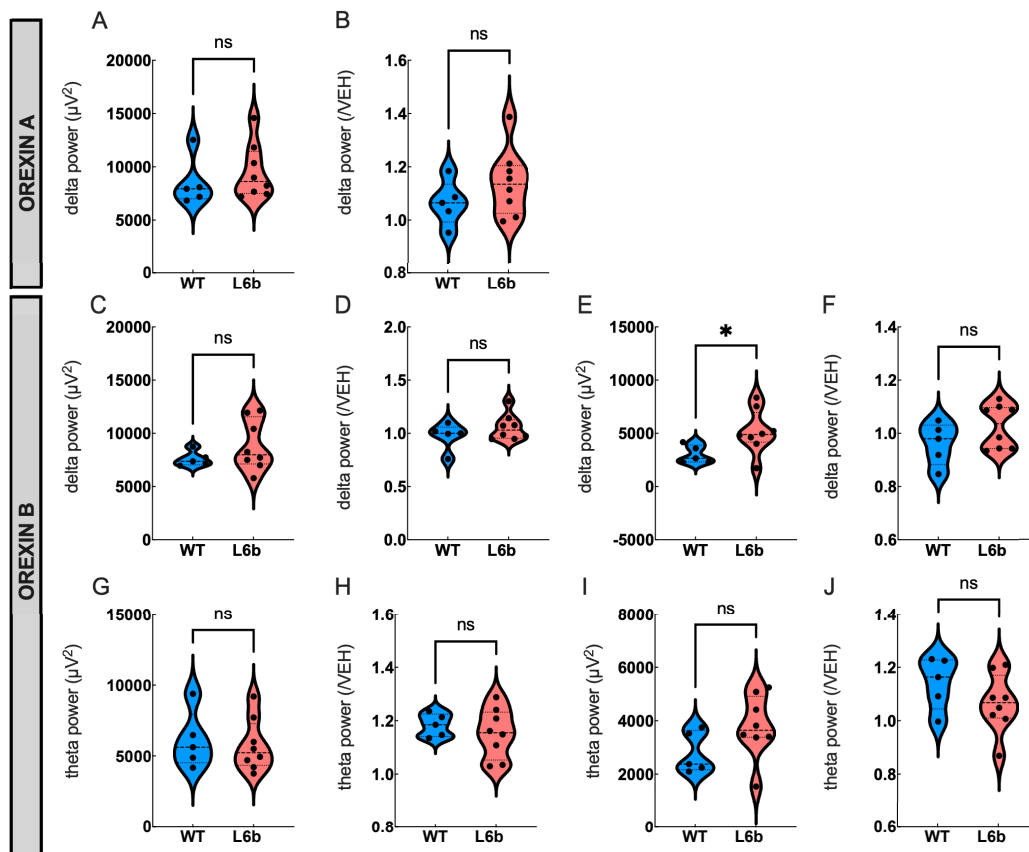 OREXIN A
A
delta power (µV²)
20000
15000
10000
5000
0
ns
WT
L6b
B
delta power (/VEH)
1.6
1.4
1.2
1.0
0.8
ns
WT
L6b
OREXIN B
C
delta power (µV²)
20000
15000
10000
5000
0
ns
WT
L6b
D
delta power (/VEH)
2.0
1.5
1.0
0.5
0.0
ns
WT
L6b
E
delta power (µV²)
15000
10000
5000
0
-5000
*
WT
L6b
F
delta power (/VEH)
1.4
1.2
1.0
0.8
0.6
ns
WT
L6b
G
theta power (µV²)
15000
10000
5000
0
ns
WT
L6b
H
theta power (/VEH)
1.6
1.4
1.2
1.0
0.8
ns
WT
L6b
I
theta power (µV²)
8000
6000
4000
2000
0
ns
WT
L6b
J
theta power (/VEH)
1.4
1.2
1.0
0.8
0.6
ns
WT
L6b